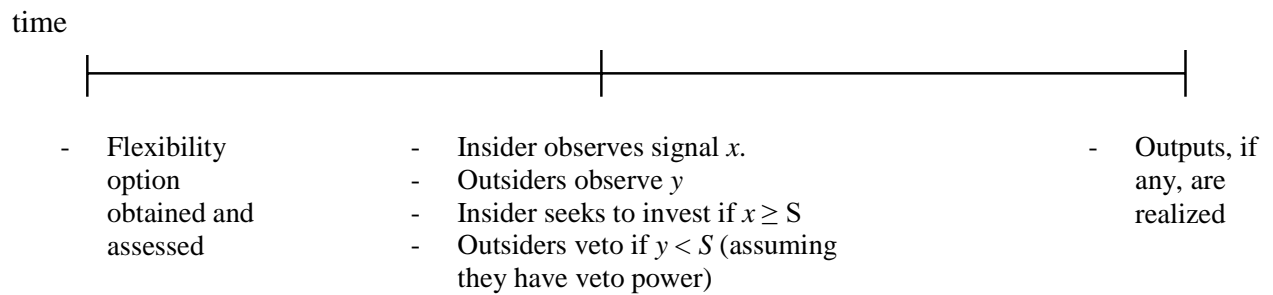 time
- Flexibility
option
obtained and
assessed
- Insider observes signal x.
- Outsiders observe y
- Insider seeks to invest if x ≥ S
- Outsiders veto if y < S (assuming
they have veto power)
- Outputs, if
any, are
realized